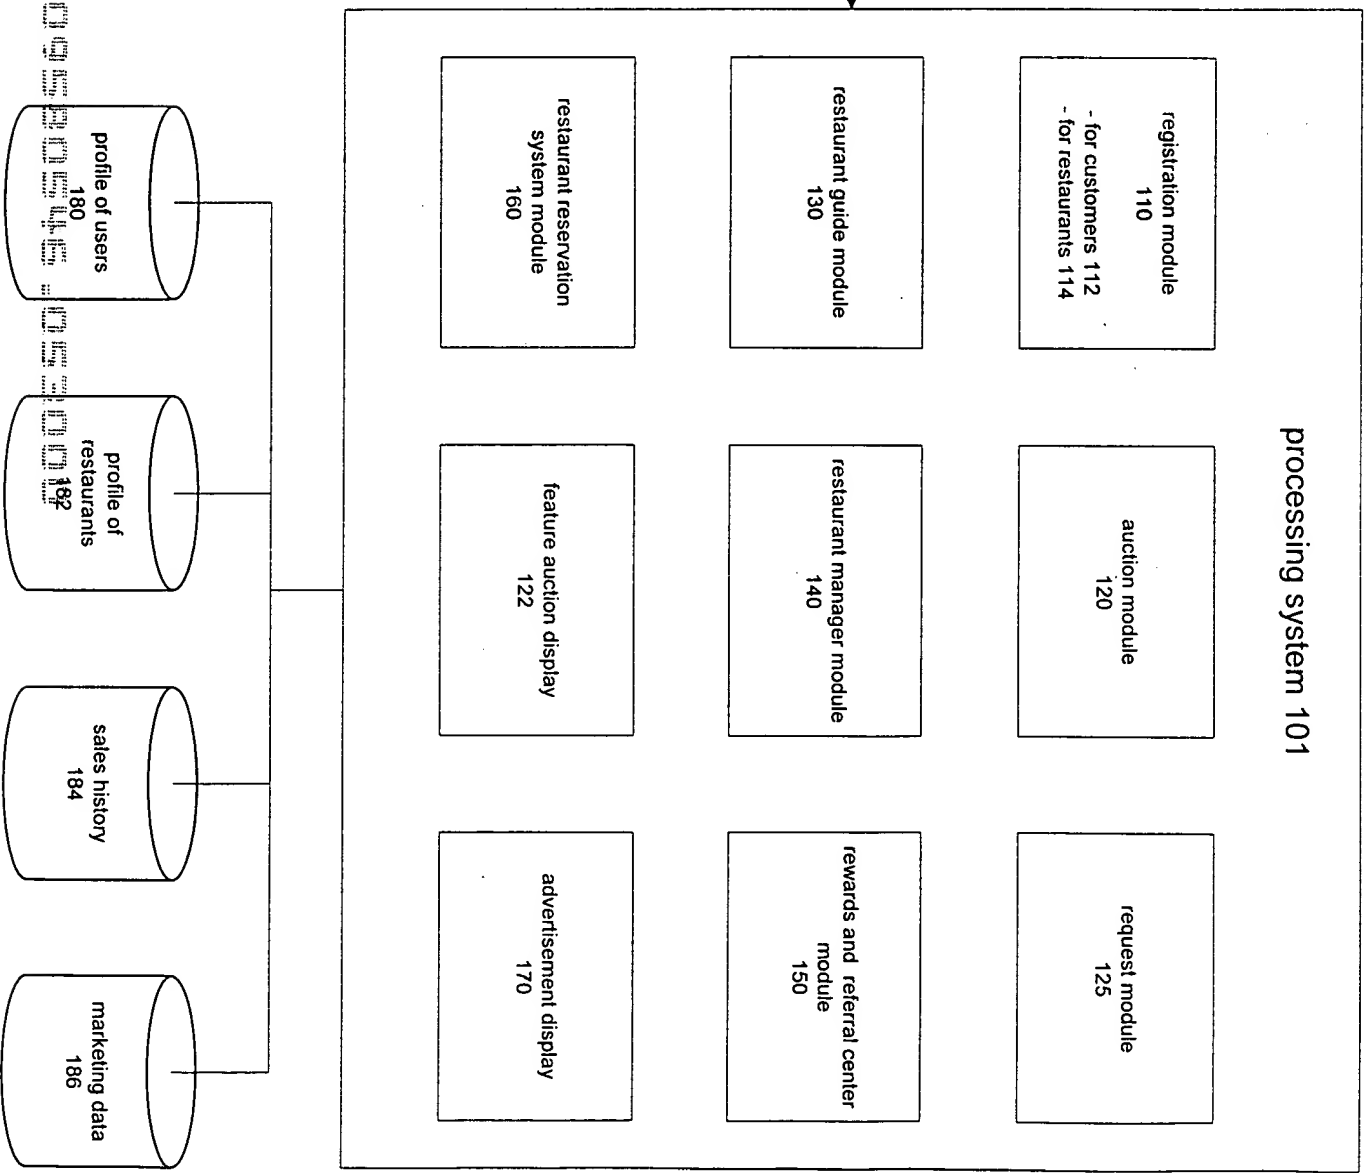 processing system 101
registration module
110
- for customers 112
- for restaurants 114
auction module
120
request module
125
restaurant guide module
130
restaurant manager module
140
rewards and referral center
module
150
restaurant reservation
system module
160
feature auction display
122
advertisement display
170
profile of users
180
profile of
restaurants
182
sales history
184
marketing data
186